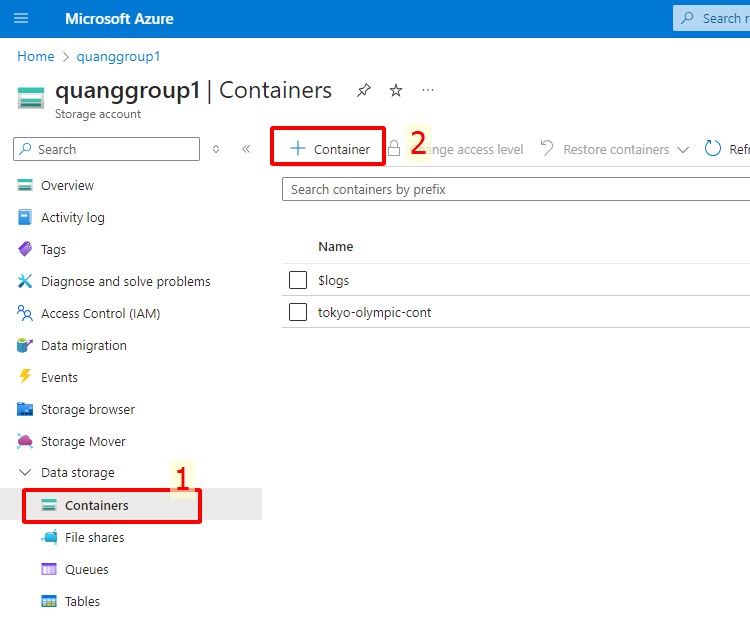 Microsoft Azure
Search r
Home > quanggroup1
quanggroup1 | Containers
Storage account
Search
Container
2
ange access level
Restore containers
Refr
Search containers by prefix
Overview
Activity log
Tags
Diagnose and solve problems
Access Control (IAM)
Data migration
Events
Storage browser
Storage Mover
Data storage
1
Containers
File shares
Queues
Tables
Name
$logs
tokyo-olympic-cont